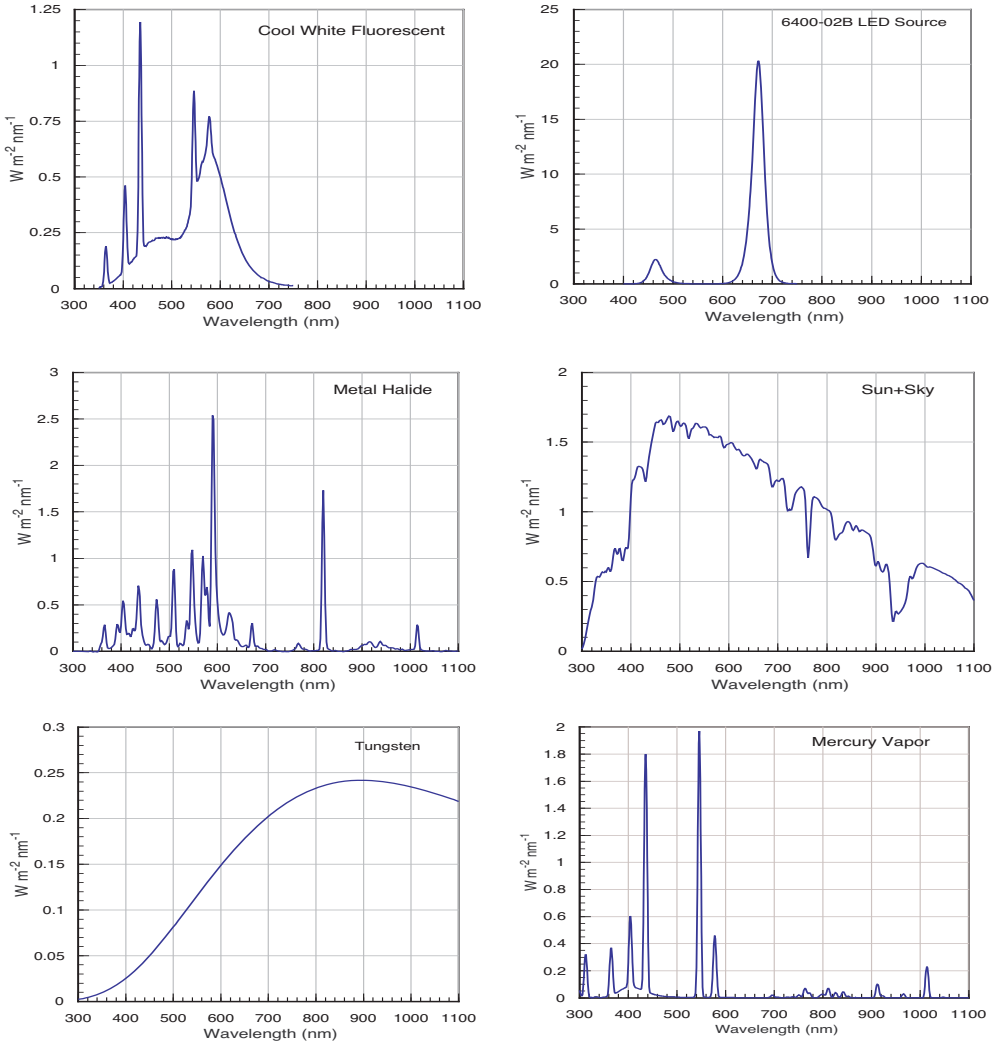 Cool White Fluorescent
1.25
1
0.75
0.5
0.25
0
W m-2 nm-1
300 400 500 600 700 800 900 1000 1100
Wavelength (nm)
6400-02B LED Source
25
20
15
10
5
0
W m-2 nm-1
300 400 500 600 700 800 900 1000 1100
Wavelength (nm)
Metal Halide
3
2.5
2
1.5
1
0.5
0
W m-2 nm-1
300 400 500 600 700 800 900 1000 1100
Wavelength (nm)
Sun+Sky
2
1.5
1
0.5
0
W m-2 nm-1
300 400 500 600 700 800 900 1000 1100
Wavelength (nm)
Tungsten
0.3
0.25
0.2
0.15
0.1
0.05
0
W m-2 nm-1
300 400 500 600 700 800 900 1000 1100
Wavelength (nm)
Mercury Vapor
2
1.8
1.6
1.4
1.2
1
0.8
0.6
0.4
0.2
0
W m-2 nm-1
300 400 500 600 700 800 900 1000 1100
Wavelength (nm)